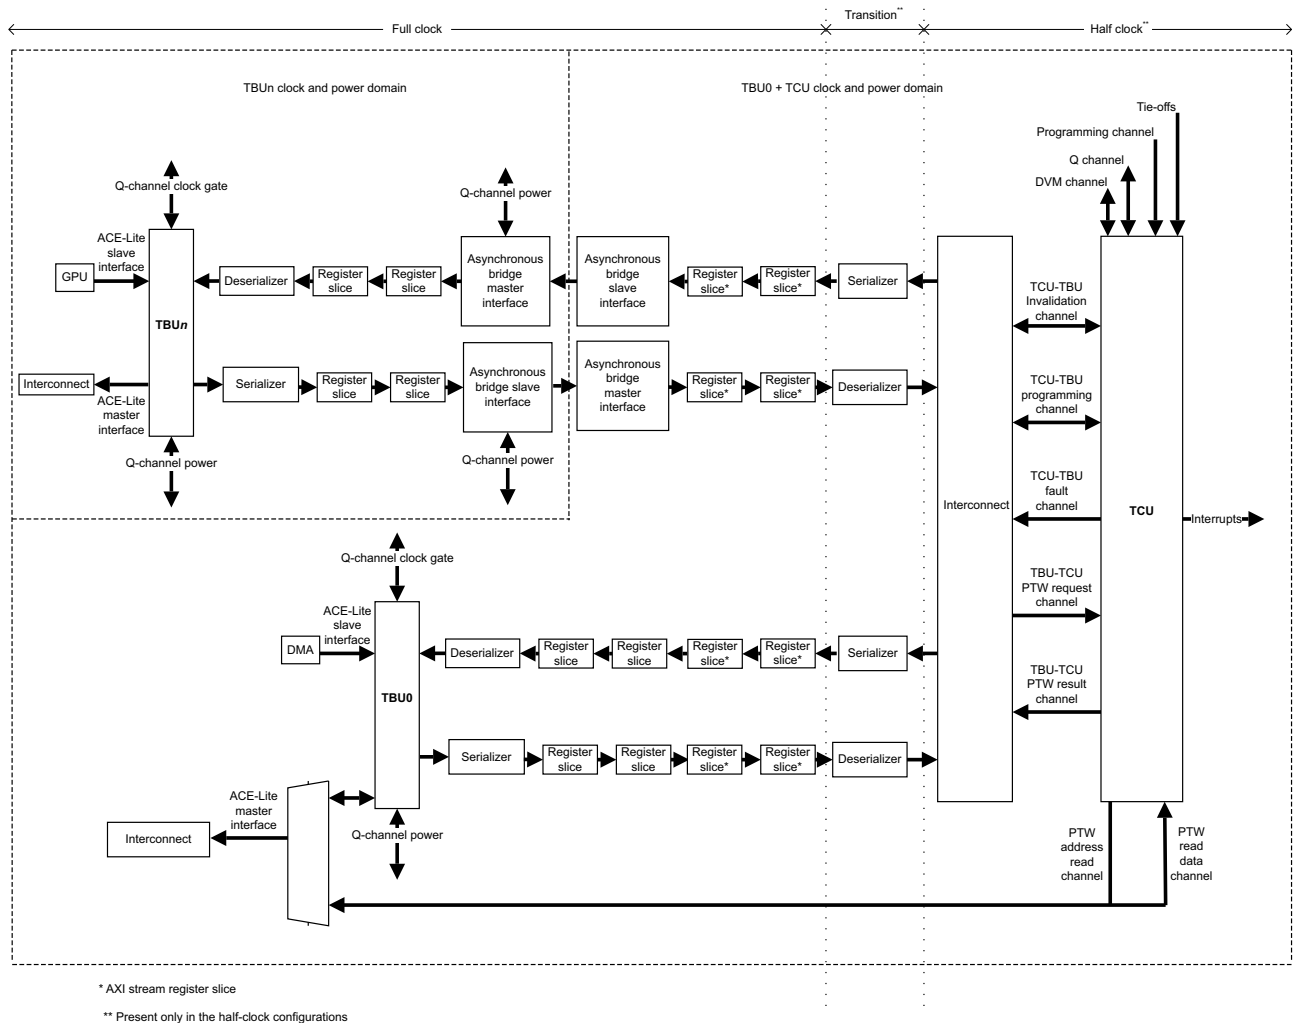 Transition**
Full clock
Half clock**
TBUn clock and power domain
TBU0 + TCU clock and power domain
Tie-offs
Programming channel
Q channel
DVM channel
Q-channel clock gate
Q-channel power
ACE-Lite
slave
interface
GPU
TBUn
Deserializer
Register
slice
Register
slice
Asynchronous
bridge
master
interface
Asynchronous
bridge
slave
interface
Register
slice*
Register
slice*
Serializer
TCU-TBU
Invalidation
channel
Interconnect
ACE-Lite
master
interface
Serializer
Register
slice
Register
slice
Asynchronous
bridge slave
interface
Asynchronous
bridge
master
interface
Register
slice*
Register
slice*
Deserializer
TCU-TBU
programming
channel
Q-channel power
Q-channel power
TCU-TBU
fault
channel
Interconnect
TCU
Interrupts
Q-channel clock gate
TBU-TCU
PTW request
channel
ACE-Lite
slave
interface
DMA
TBU0
Deserializer
Register
slice
Register
slice
Register
slice*
Register
slice*
Serializer
TBU-TCU
PTW result
channel
Serializer
Register
slice
Register
slice
Register
slice*
Register
slice*
Deserializer
ACE-Lite
master
interface
Interconnect
Q-channel power
PTW
address
read
channel
PTW
read
data
channel
* AXI stream register slice
** Present only in the half-clock configurations